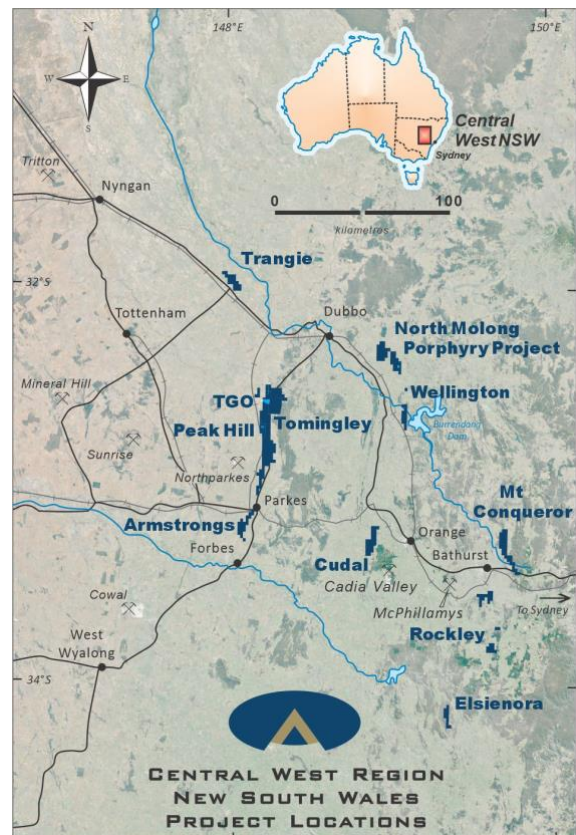 148°E
150°E
N
W
E
S
Central
West NSW
Sydney
Tritton
Nyngan
0
100
kilometres
Trangie
32°S
Tottenham
Dubbo
North Molong
Porphyry Project
Mineral Hill
TGO
Tomingley
Wellington
Burrendong
Dam
Peak Hill
Sunrise
Northparkes
Parkes
Mt
Conqueror
Armstrongs
Orange
Forbes
Cudal
Bathurst
Cadia Valley
Cowal
McPhillamys
To Sydney
West
Wyalong
Rockley
34°S
Elsienora
CENTRAL WEST REGION
NEW SOUTH WALES
PROJECT LOCATIONS